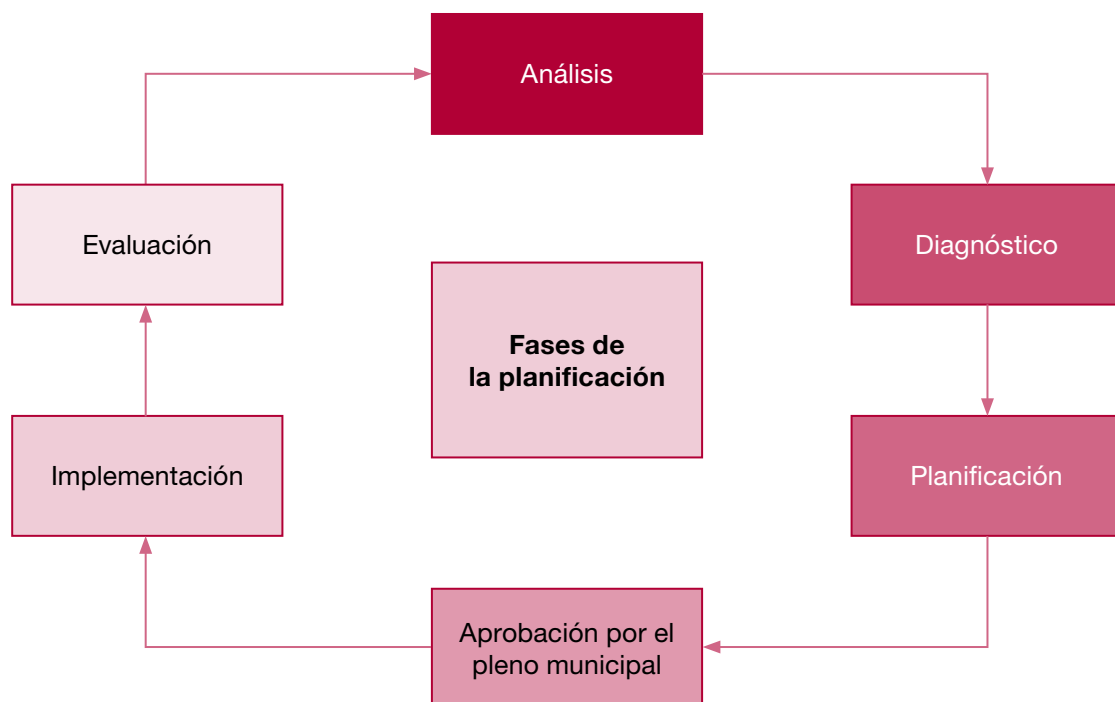 Análisis
Evaluación
Diagnóstico
Fases de
la planificación
Implementación
Planificación
Aprobación por el
pleno municipal